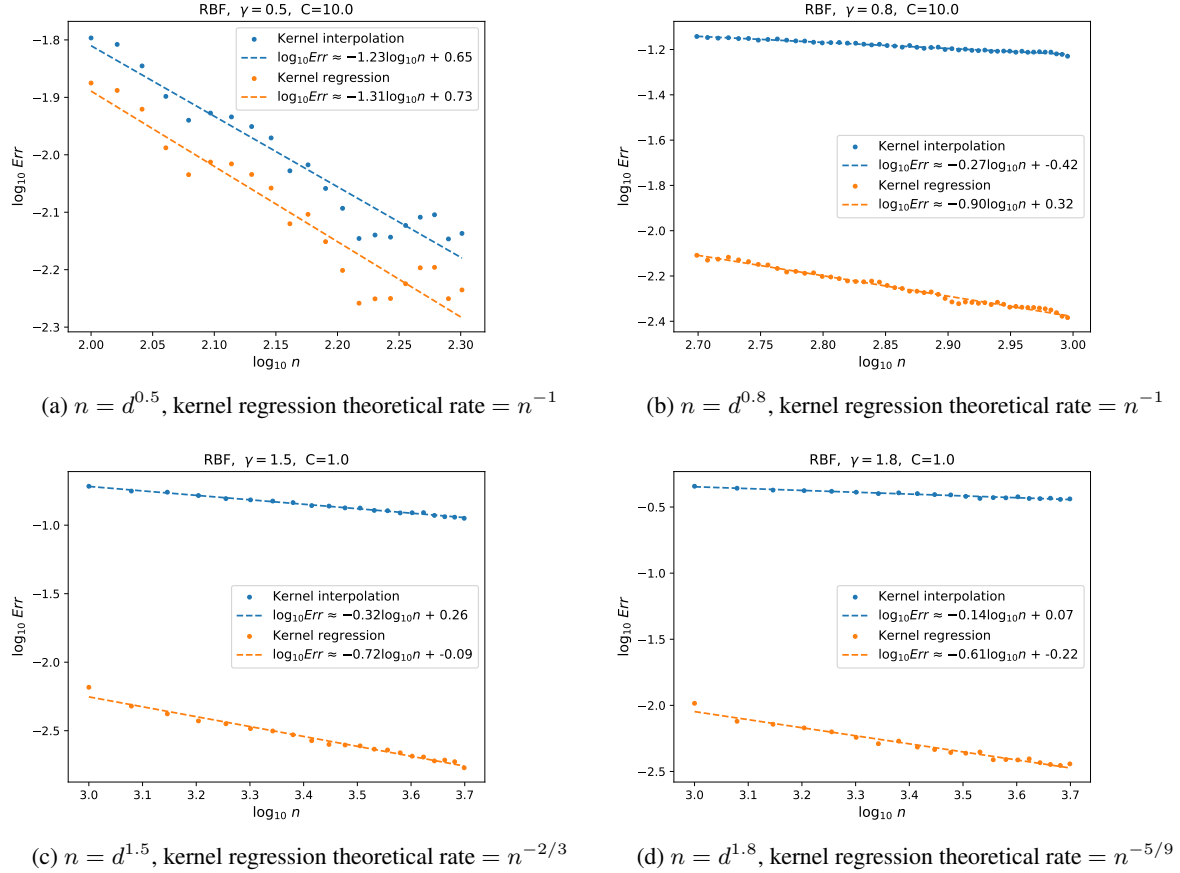 RBF, γ = 0.5, C=10.0
−1.8
−1.9
−2.0
−2.1
−2.2
−2.3
log₁₀ Err
Kernel interpolation
log₁₀Err ≈ −1.23log₁₀n + 0.65
Kernel regression
log₁₀Err ≈ −1.31log₁₀n + 0.73
2.00 2.05 2.10 2.15 2.20 2.25 2.30
log₁₀ n
(a) n = d^0.5, kernel regression theoretical rate = n^−1
RBF, γ = 0.8, C=10.0
−1.2
−1.4
−1.6
−1.8
−2.0
−2.2
−2.4
log₁₀ Err
Kernel interpolation
log₁₀Err ≈ −0.27log₁₀n + -0.42
Kernel regression
log₁₀Err ≈ −0.90log₁₀n + 0.32
2.70 2.75 2.80 2.85 2.90 2.95 3.00
log₁₀ n
(b) n = d^0.8, kernel regression theoretical rate = n^−1
RBF, γ = 1.5, C=1.0
−1.0
−1.5
−2.0
−2.5
log₁₀ Err
Kernel interpolation
log₁₀Err ≈ −0.32log₁₀n + 0.26
Kernel regression
log₁₀Err ≈ −0.72log₁₀n + -0.09
3.0 3.1 3.2 3.3 3.4 3.5 3.6 3.7
log₁₀ n
(c) n = d^1.5, kernel regression theoretical rate = n^−2/3
RBF, γ = 1.8, C=1.0
−0.5
−1.0
−1.5
−2.0
−2.5
log₁₀ Err
Kernel interpolation
log₁₀Err ≈ −0.14log₁₀n + 0.07
Kernel regression
log₁₀Err ≈ −0.61log₁₀n + -0.22
3.0 3.1 3.2 3.3 3.4 3.5 3.6 3.7
log₁₀ n
(d) n = d^1.8, kernel regression theoretical rate = n^−5/9